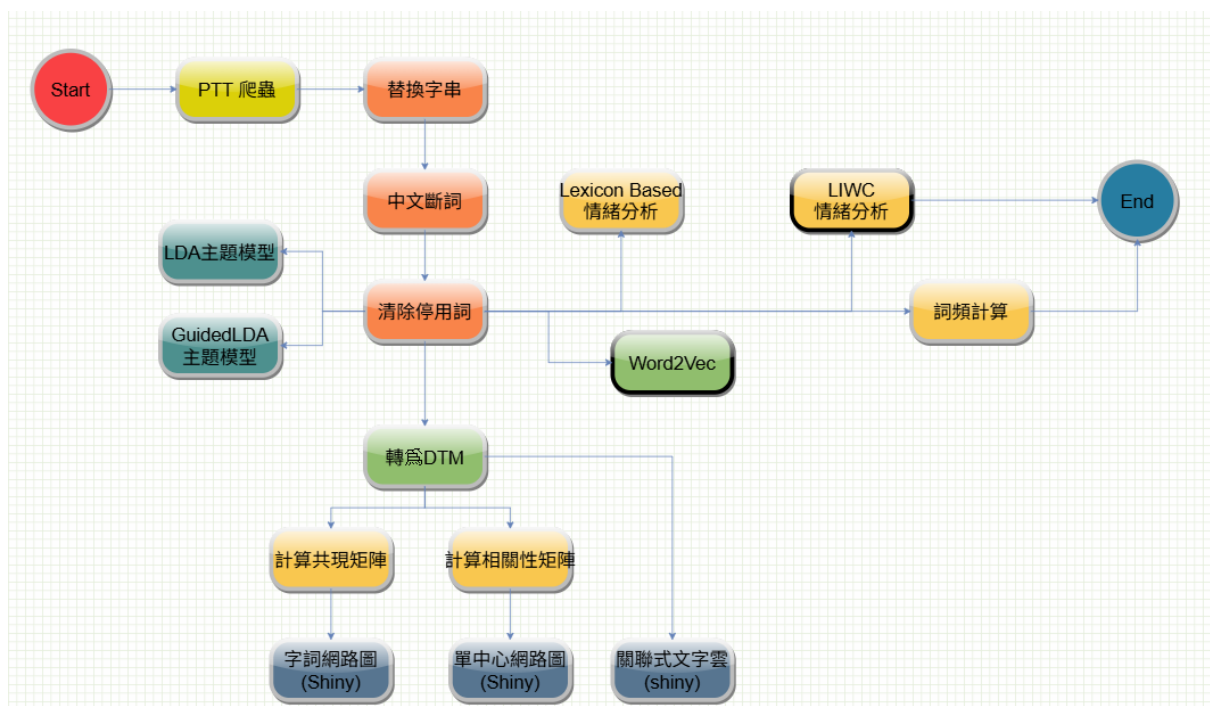 Start
PTT 爬蟲
替換字串
中文斷詞
Lexicon Based
情緒分析
LIWC
情緒分析
End
LDA主題模型
清除停用詞
詞頻計算
GuidedLDA
主題模型
Word2Vec
轉爲DTM
計算共現矩陣
計算相關性矩陣
字詞網路圖
(Shiny)
單中心網路圖
(Shiny)
關聯式文字雲
(shiny)